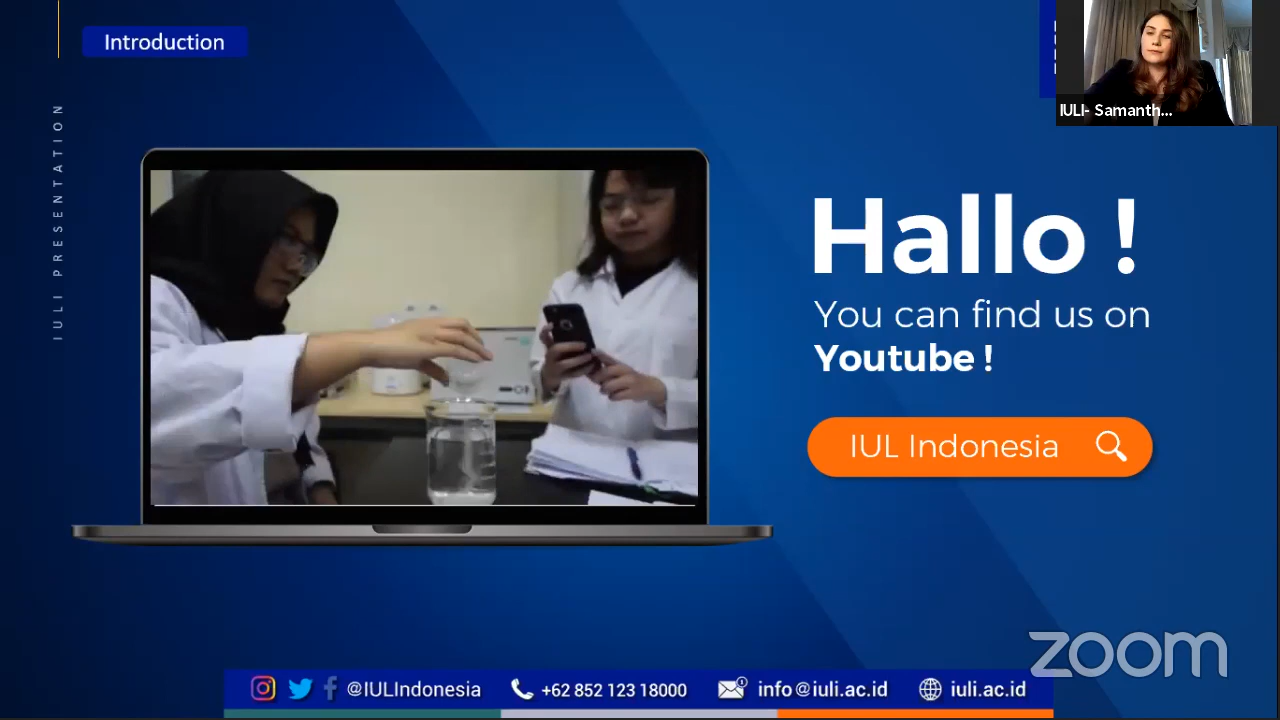 Introduction
IULI PRESENTATION
IULI- Samanth...
Hallo !
You can find us on
Youtube !
IUL Indonesia
zoom
@IULIndonesia
+62 852 123 18000
info@iuli.ac.id
iuli.ac.id